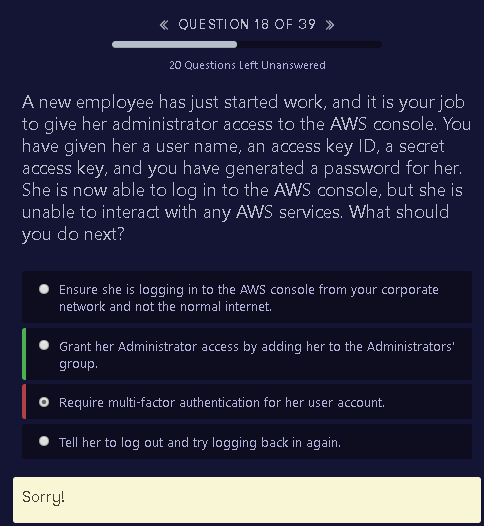 « QUESTION 18 OF 39 »
20 Questions Left Unanswered
A new employee has just started work, and it is your job
to give her administrator access to the AWS console. You
have given her a user name, an access key ID, a secret
access key, and you have generated a password for her.
She is now able to log in to the AWS console, but she is
unable to interact with any AWS services. What should
you do next?
Ensure she is logging in to the AWS console from your corporate
network and not the normal internet.
Grant her Administrator access by adding her to the Administrators'
group.
Require multi-factor authentication for her user account.
Tell her to log out and try logging back in again.
Sorry!